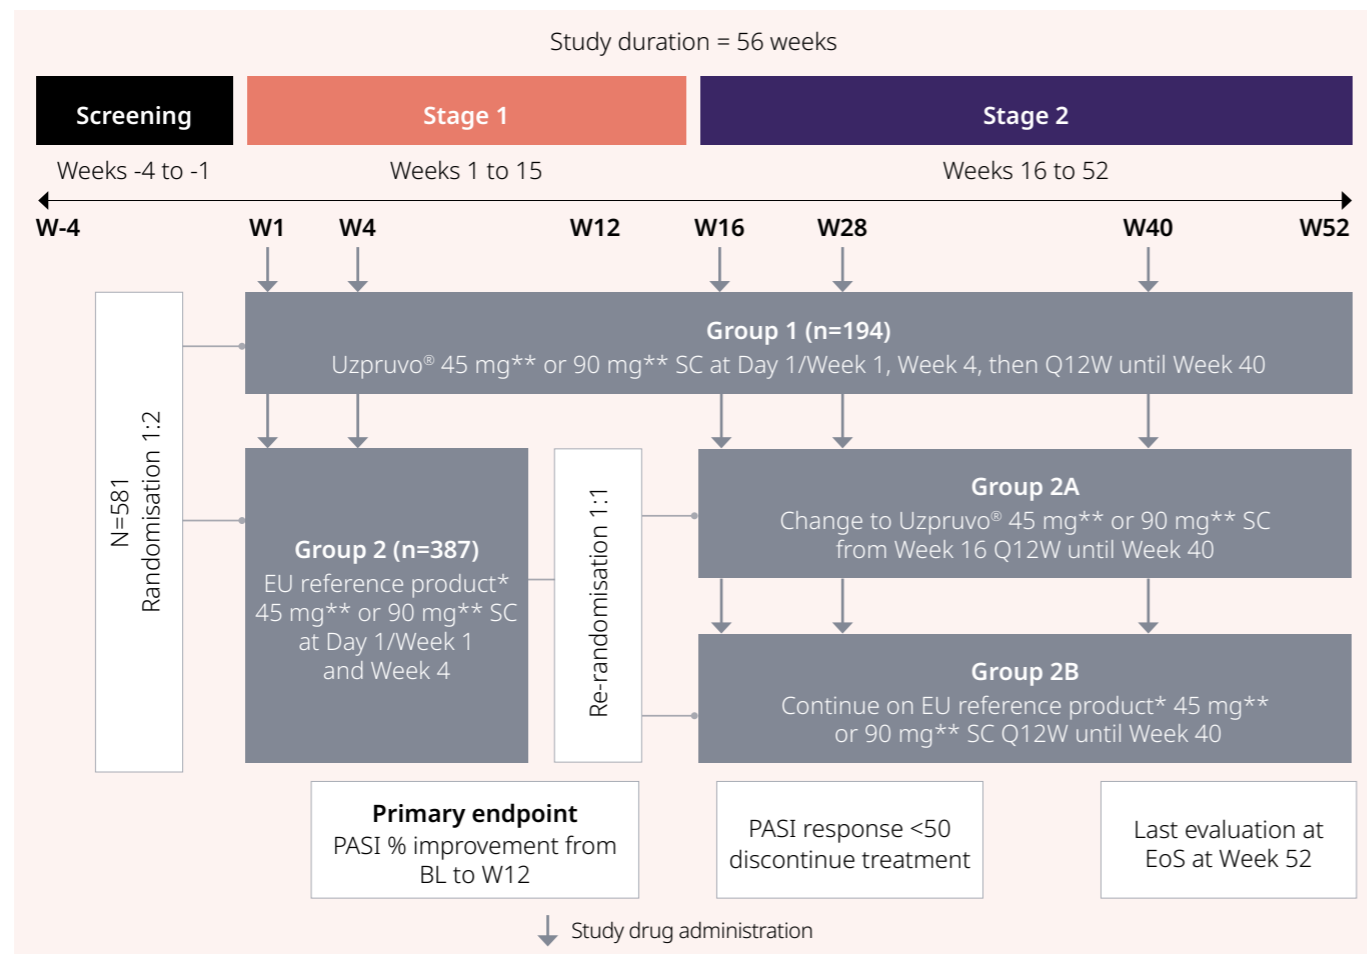 Study duration = 56 weeks
Screening
Stage 1
Stage 2
Weeks -4 to -1
Weeks 1 to 15
Weeks 16 to 52
W-4
W1
W4
W12
W16
W28
W40
W52
N=581
Randomisation 1:2
Group 1 (n=194)
Uzpruvo® 45 mg** or 90 mg** SC at Day 1/Week 1, Week 4, then Q12W until Week 40
Group 2 (n=387)
EU reference product*
45 mg** or 90 mg** SC
at Day 1/Week 1
and Week 4
Re-randomisation 1:1
Group 2A
Change to Uzpruvo® 45 mg** or 90 mg** SC
from Week 16 Q12W until Week 40
Group 2B
Continue on EU reference product* 45 mg**
or 90 mg** SC Q12W until Week 40
Primary endpoint
PASI % improvement from
BL to W12
PASI response <50
discontinue treatment
Last evaluation at
EoS at Week 52
Study drug administration